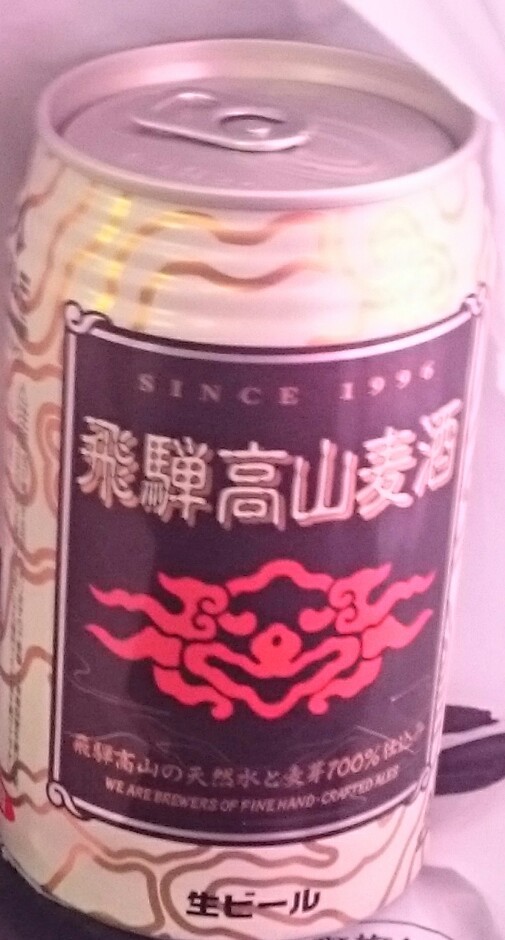 SINCE 1996
飛騨高山麦酒
飛騨高山の天然水と麦芽100%仕込み
WE ARE BREWERS OF FINE HAND-CRAFTED ALES
生ビール